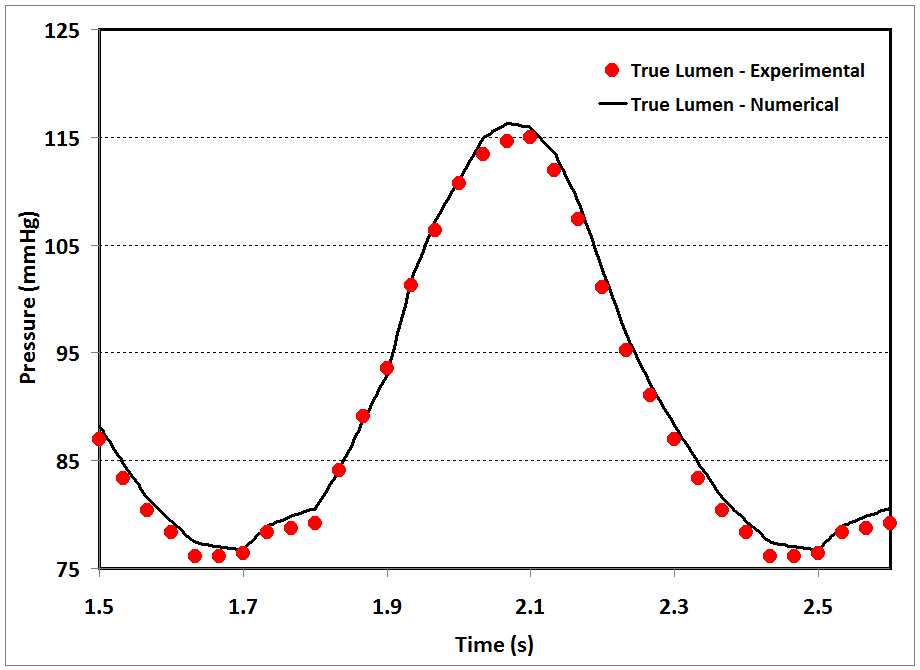 125
115
105
95
85
75
Pressure (mmHg)
True Lumen - Experimental
True Lumen - Numerical
1.5 1.7 1.9 2.1 2.3 2.5
Time (s)